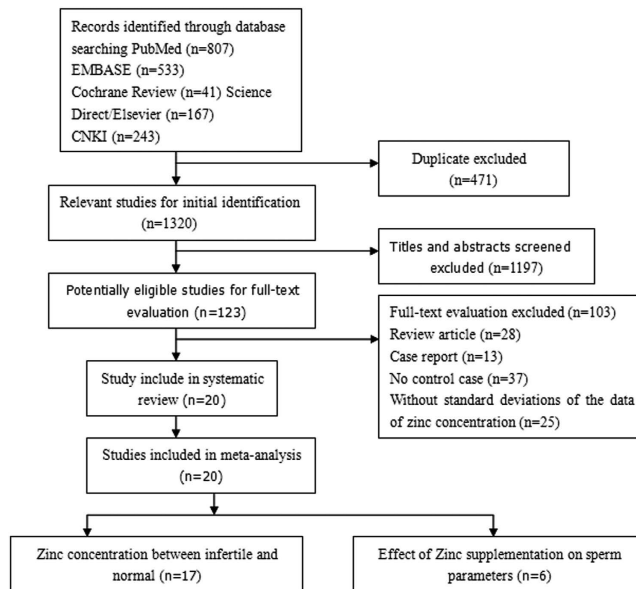 Records identified through database
searching PubMed (n=807)
EMBASE (n=533)
Cochrane Review (n=41) Science
Direct/Elsevier (n=167)
CNKI (n=243)
Duplicate excluded
(n=471)
Relevant studies for initial identification
(n=1320)
Titles and abstracts screened
excluded (n=1197)
Potentially eligible studies for full-text
evaluation (n=123)
Full-text evaluation excluded (n=103)
Review article (n=28)
Case report (n=13)
No control case (n=37)
Without standard deviations of the data
of zinc concentration (n=25)
Study include in systematic
review (n=20)
Studies included in meta-analysis
(n=20)
Zinc concentration between infertile and
normal (n=17)
Effect of Zinc supplementation on sperm
parameters (n=6)